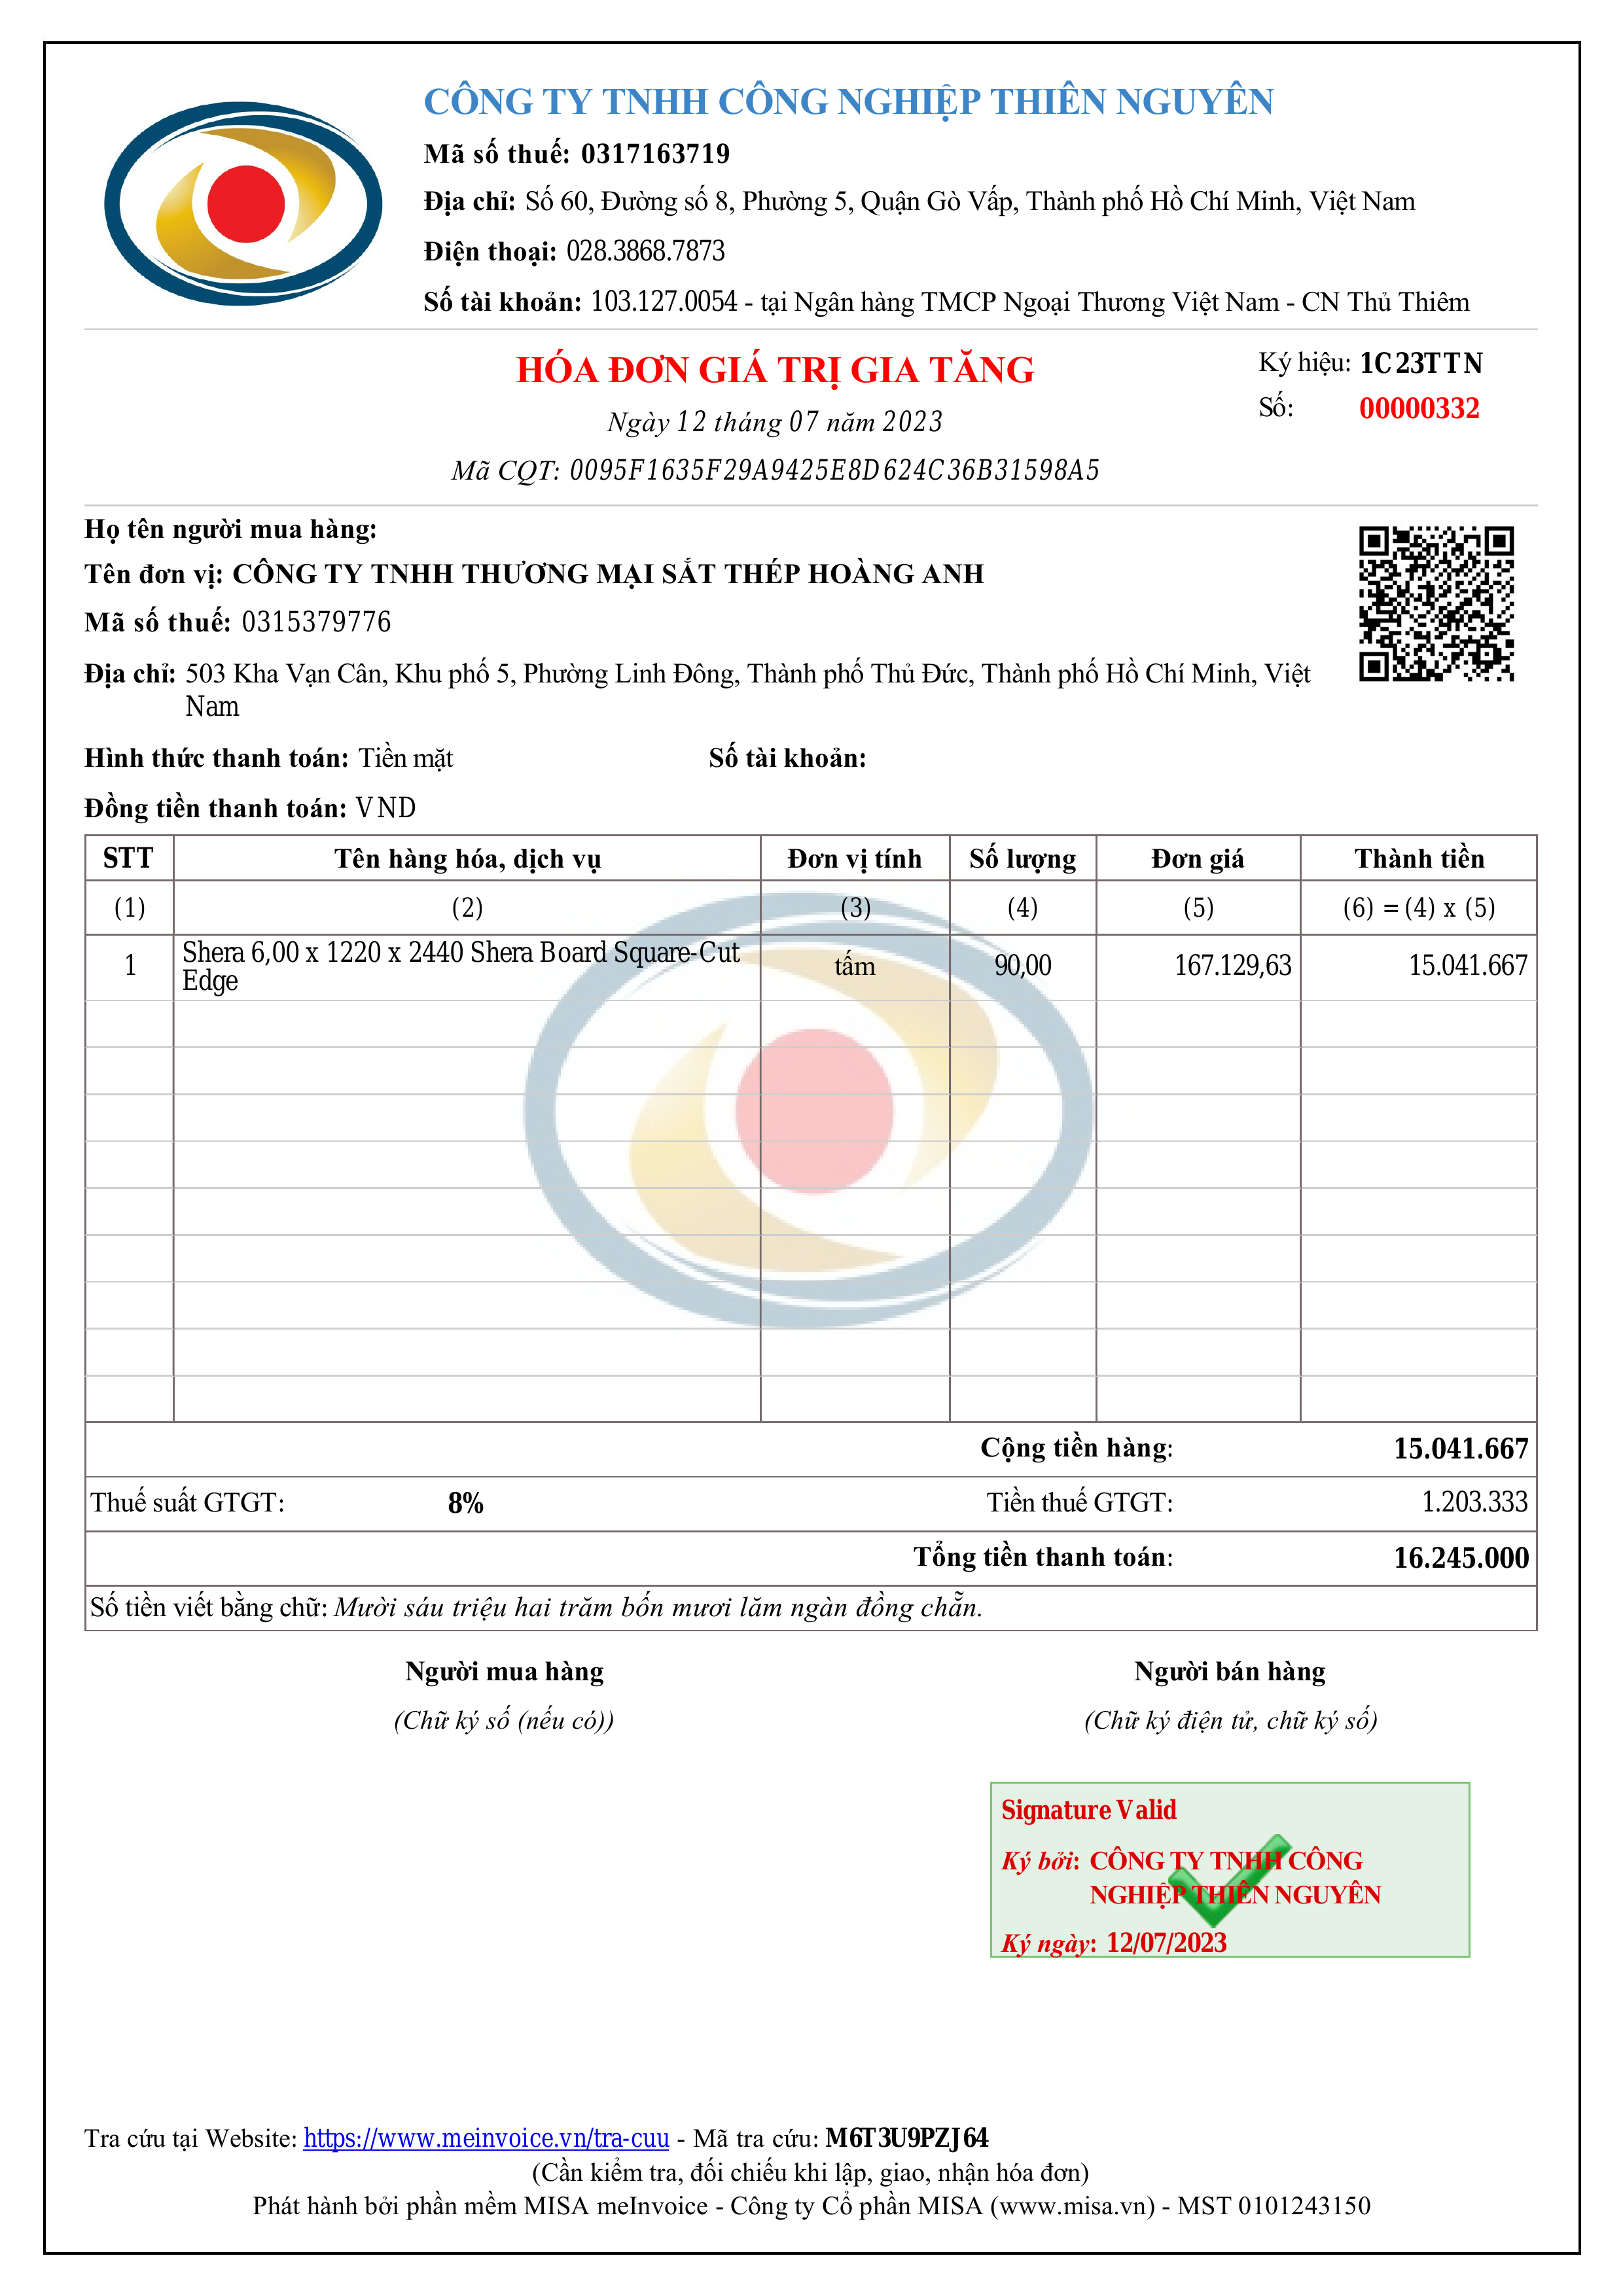 CÔNG TY TNHH CÔNG NGHIỆP THIÊN NGUYÊN
Mã số thuế: 0317163719
Địa chỉ: Số 60, Đường số 8, Phường 5, Quận Gò Vấp, Thành phố Hồ Chí Minh, Việt Nam
Điện thoại: 028.3868.7873
Số tài khoản: 103.127.0054 - tại Ngân hàng TMCP Ngoại Thương Việt Nam - CN Thủ Thiêm
HÓA ĐƠN GIÁ TRỊ GIA TĂNG
Ký hiệu: 1C23TTN
Số: 00000332
Ngày 12 tháng 07 năm 2023
Mã CQT: 0095F1635F29A9425E8D624C36B31598A5
Họ tên người mua hàng:
Tên đơn vị: CÔNG TY TNHH THƯƠNG MẠI SẮT THÉP HOÀNG ANH
Mã số thuế: 0315379776
Địa chỉ: 503 Kha Vạn Cân, Khu phố 5, Phường Linh Đông, Thành phố Thủ Đức, Thành phố Hồ Chí Minh, Việt
Nam
Hình thức thanh toán: Tiền mặt Số tài khoản:
Đồng tiền thanh toán: VND
STT Tên hàng hóa, dịch vụ Đơn vị tính Số lượng Đơn giá Thành tiền
(1) (2) (3) (4) (5) (6) = (4) x (5)
1 Shera 6,00 x 1220 x 2440 Shera Board Square-Cut tấm 90,00 167.129,63 15.041.667
Edge
Cộng tiền hàng: 15.041.667
Thuế suất GTGT: 8% Tiền thuế GTGT: 1.203.333
Tổng tiền thanh toán: 16.245.000
Số tiền viết bằng chữ: Mười sáu triệu hai trăm bốn mươi lăm ngàn đồng chẵn.
Người mua hàng Người bán hàng
(Chữ ký số (nếu có)) (Chữ ký điện tử, chữ ký số)
Signature Valid
Ký bởi: CÔNG TY TNHH CÔNG
NGHIỆP THIÊN NGUYÊN
Ký ngày: 12/07/2023
Tra cứu tại Website: https://www.meinvoice.vn/tra-cuu - Mã tra cứu: M6T3U9PZJ64
(Cần kiểm tra, đối chiếu khi lập, giao, nhận hóa đơn)
Phát hành bởi phần mềm MISA meInvoice - Công ty Cổ phần MISA (www.misa.vn) - MST 0101243150